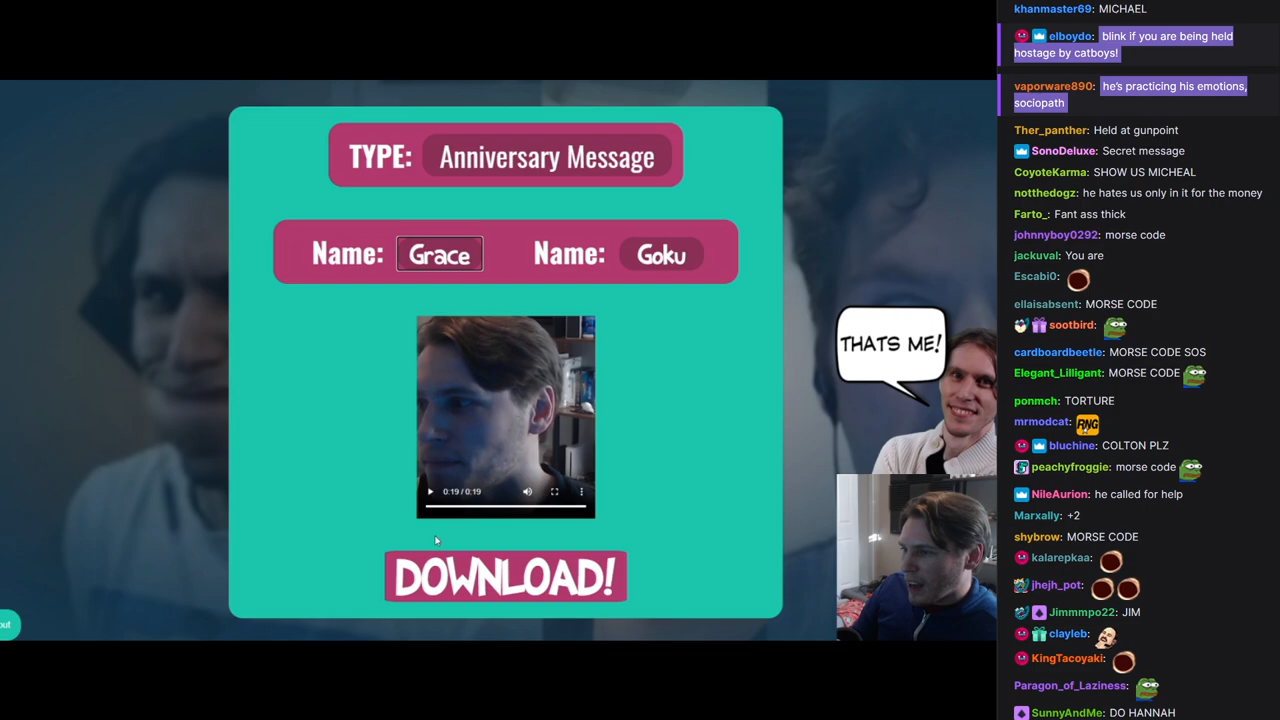 TYPE: Anniversary Message
Name: Grace Name: Goku
0:19 / 0:19
DOWNLOAD!
THATS ME!
out
khanmaster69: MICHAEL
elboydo: blink if you are being held
hostage by catboys!
vaporware890: he's practicing his emotions,
sociopath
Ther_panther: Held at gunpoint
SonoDeluxe: Secret message
CoyoteKarma: SHOW US MICHEAL
notthedogz: he hates us only in it for the money
Farto_: Fant ass thick
johnnyboy0292: morse code
jackuval: You are
Escabi0:
ellaisabsent: MORSE CODE
sootbird:
cardboardbeetle: MORSE CODE SOS
Elegant_Lilligant: MORSE CODE
ponmch: TORTURE
mrmodcat: RNG
bluchine: COLTON PLZ
peachyfroggie: morse code
NileAurion: he called for help
Marxally: +2
shybrow: MORSE CODE
kalarepkaa:
jhejh_pot:
Jimmmpo22: JIM
clayleb:
KingTacoyaki:
Paragon_of_Laziness:
SunnyAndMe: DO HANNAH